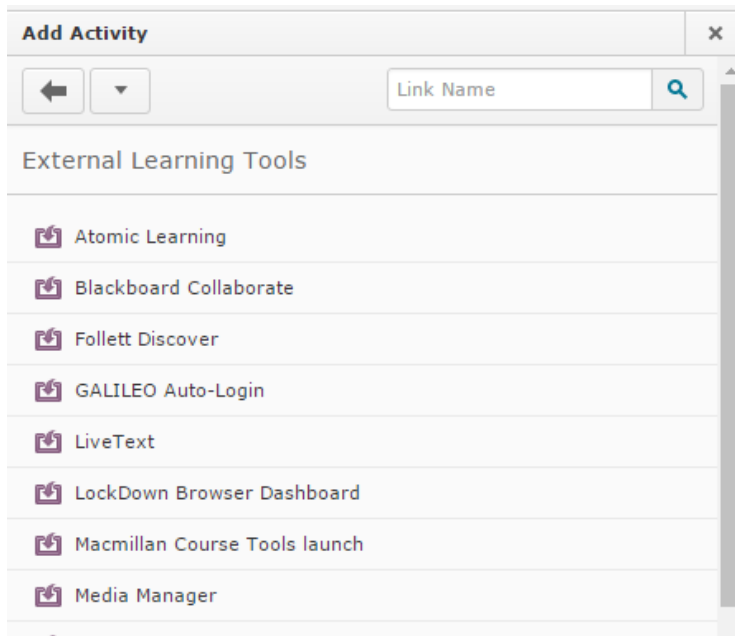 Add Activity
Link Name
External Learning Tools
Atomic Learning
Blackboard Collaborate
Follett Discover
GALILEO Auto-Login
LiveText
LockDown Browser Dashboard
Macmillan Course Tools launch
Media Manager